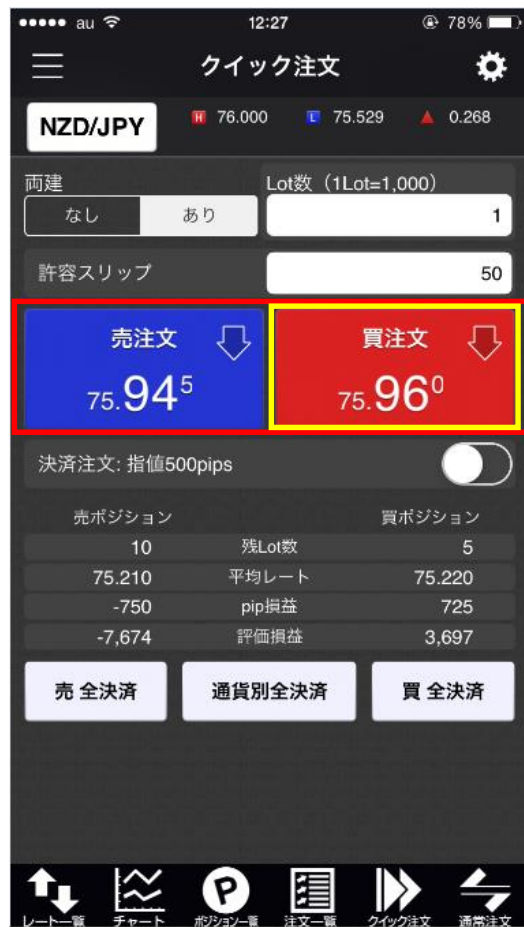 au 12:27 78%
クイック注文
NZD/JPY H 76.000 L 75.529 ▲ 0.268
両建 Lot数（1Lot=1,000）
なし あり 1
許容スリップ 50
売注文 買注文
75.945 75.960
決済注文: 指値500pips
売ポジション 買ポジション
10 残Lot数 5
75.210 平均レート 75.220
-750 pip損益 725
-7,674 評価損益 3,697
売 全決済 通貨別全決済 買 全決済
P
レート一覧 チャート ポジション一覧 注文一覧 クイック注文 通常注文